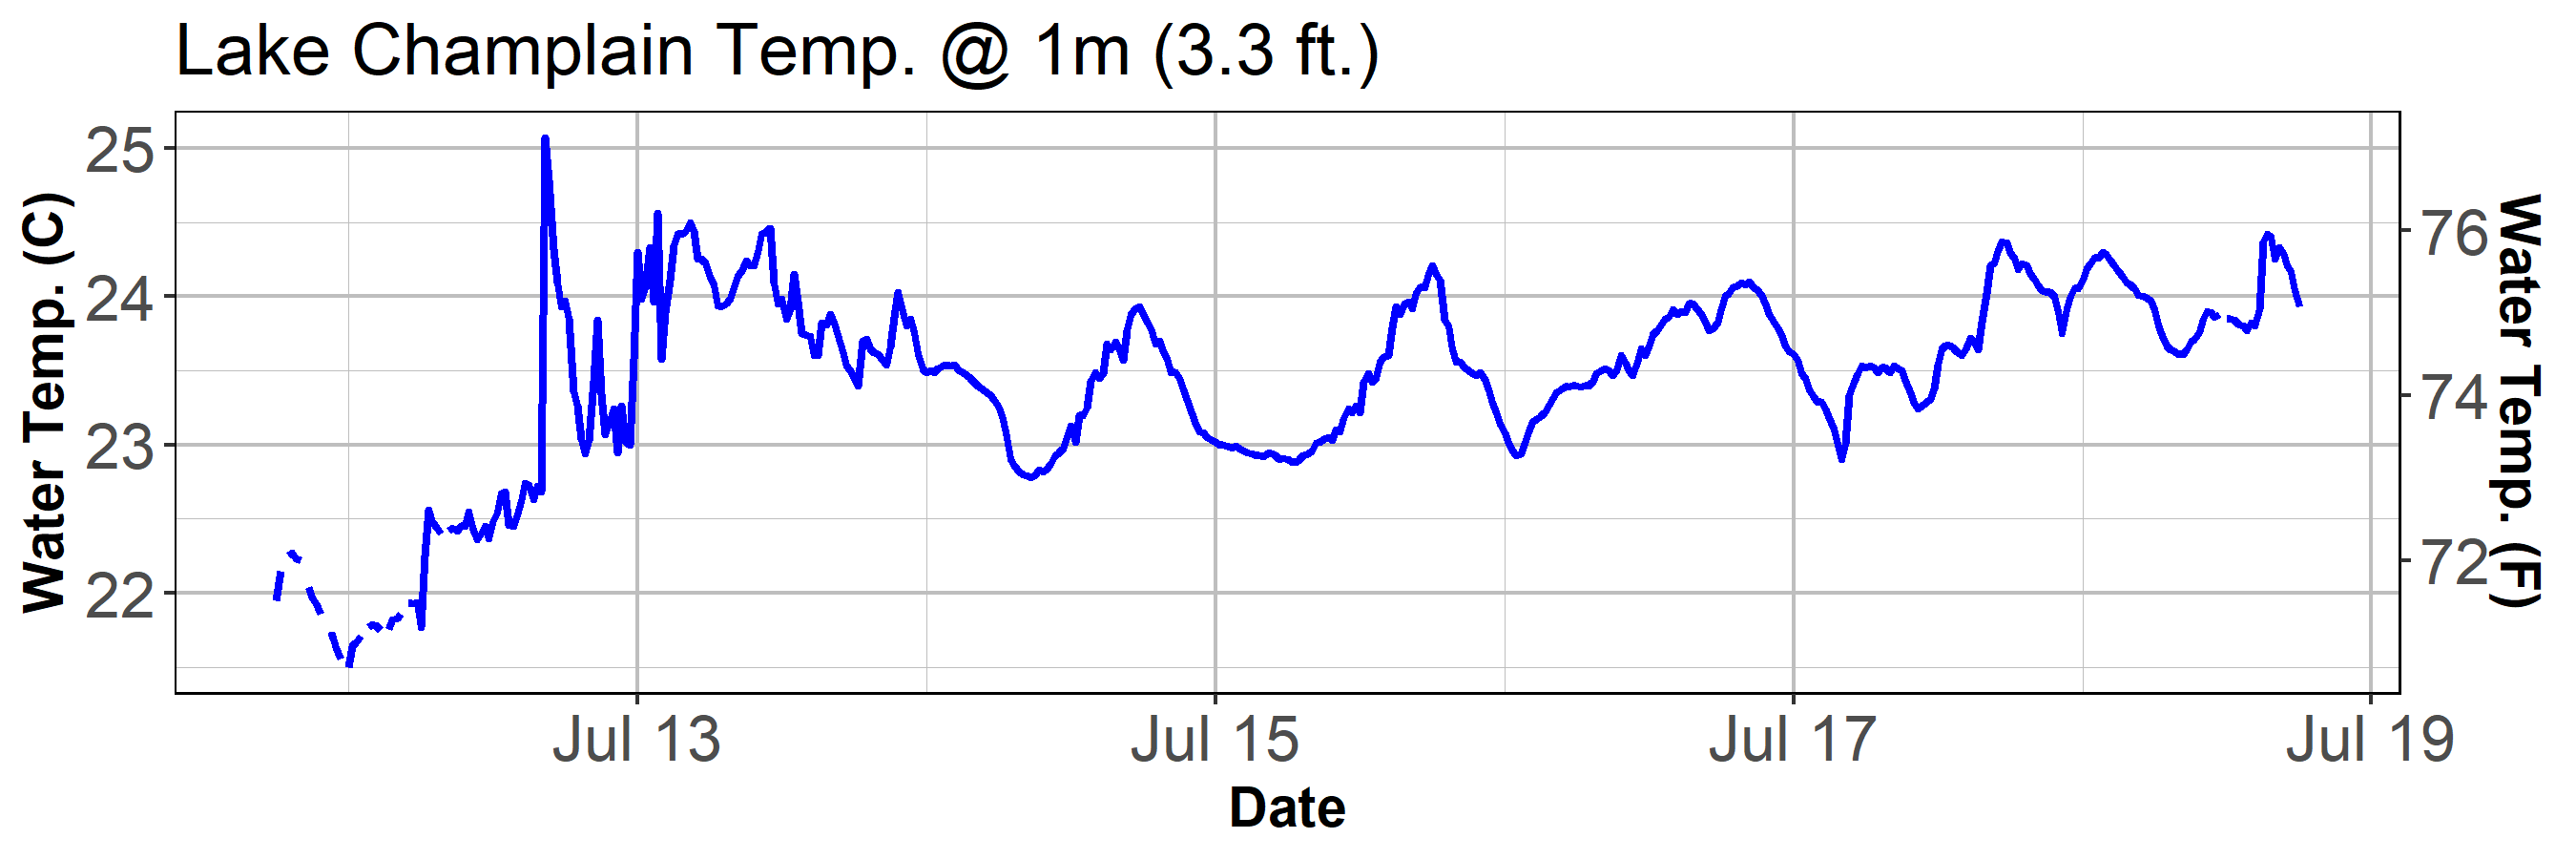 Lake Champlain Temp. @ 1m (3.3 ft.)
Water Temp. (C)
25
24
23
22
76
74
72
Water Temp. (F)
Jul 13 Jul 15 Jul 17 Jul 19
Date